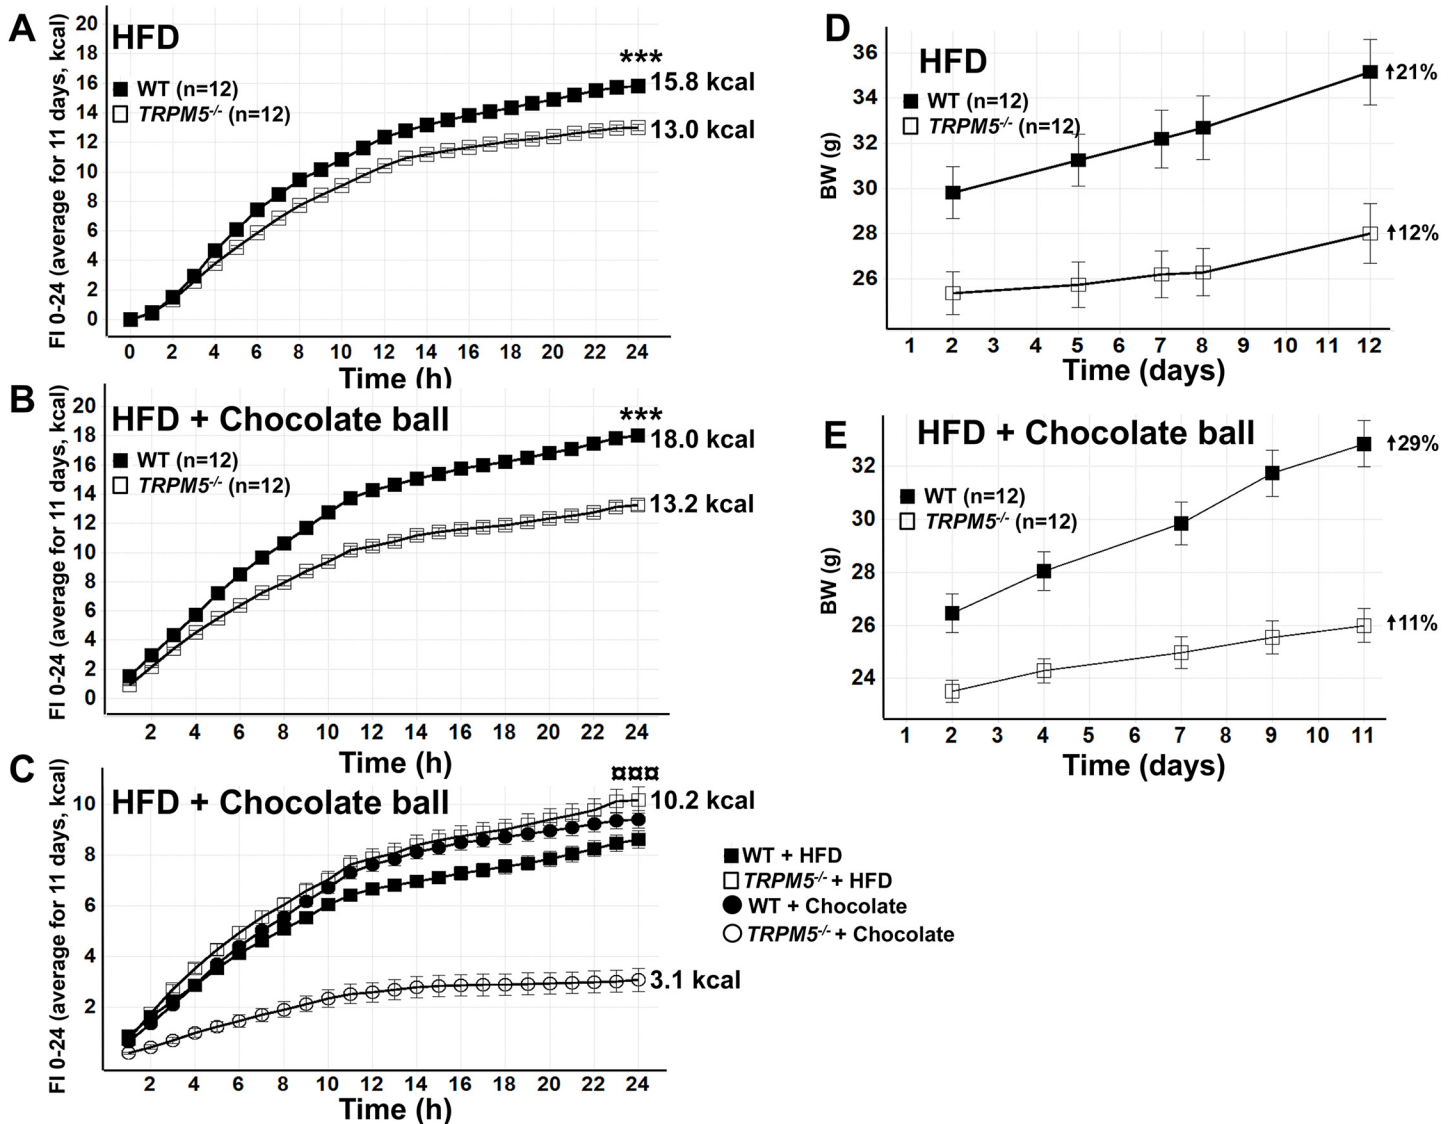 A
HFD
FI 0-24 (average for 11 days, kcal)
20
18
16
14
12
10
8
6
4
2
0
WT (n=12)
TRPM5-/- (n=12)
***
15.8 kcal
13.0 kcal
0 2 4 6 8 10 12 14 16 18 20 22 24
Time (h)
B
HFD + Chocolate ball
FI 0-24 (average for 11 days, kcal)
20
18
16
14
12
10
8
6
4
2
0
WT (n=12)
TRPM5-/- (n=12)
***
18.0 kcal
13.2 kcal
2 4 6 8 10 12 14 16 18 20 22 24
Time (h)
C
HFD + Chocolate ball
FI 0-24 (average for 11 days, kcal)
10
8
6
4
2
¤¤¤
10.2 kcal
3.1 kcal
WT + HFD
TRPM5-/- + HFD
WT + Chocolate
TRPM5-/- + Chocolate
2 4 6 8 10 12 14 16 18 20 22 24
Time (h)
D
HFD
BW (g)
36
34
32
30
28
26
WT (n=12)
TRPM5-/- (n=12)
↑21%
↑12%
1 2 3 4 5 6 7 8 9 10 11 12
Time (days)
E
HFD + Chocolate ball
BW (g)
32
30
28
26
24
WT (n=12)
TRPM5-/- (n=12)
↑29%
↑11%
1 2 3 4 5 6 7 8 9 10 11
Time (days)